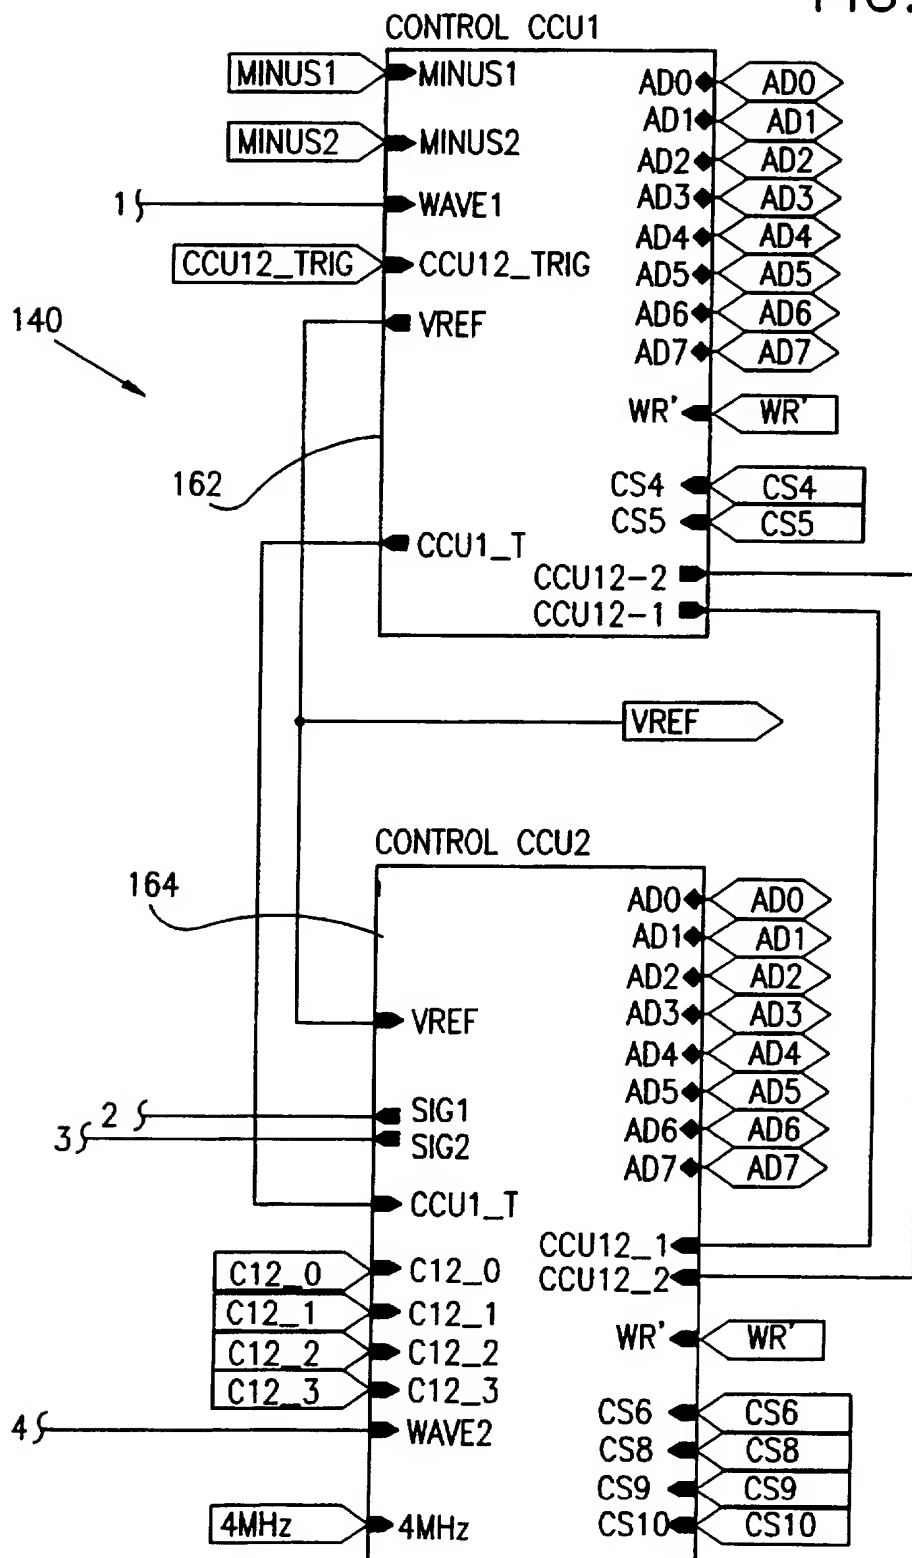 FIG.
CONTROL CCU1
MINUS1 MINUS1 AD0 AD0
AD1 AD1
MINUS2 MINUS2 AD2 AD2
1 WAVE1 AD3 AD3
AD4 AD4
CCU12_TRIG CCU12_TRIG AD5 AD5
140 VREF AD6 AD6
AD7 AD7
WR' WR'
162 CS4 CS4
CS5 CS5
CCU1_T
CCU12-2
CCU12-1
VREF
CONTROL CCU2
164 AD0 AD0
AD1 AD1
AD2 AD2
VREF AD3 AD3
AD4 AD4
AD5 AD5
2 SIG1
3 SIG2 AD6 AD6
AD7 AD7
CCU1_T
CCU12_1
C12_0 C12_0 CCU12_2
C12_1 C12_1
C12_2 C12_2 WR' WR'
C12_3 C12_3
4 WAVE2 CS6 CS6
CS8 CS8
CS9 CS9
4MHz 4MHz CS10 CS10